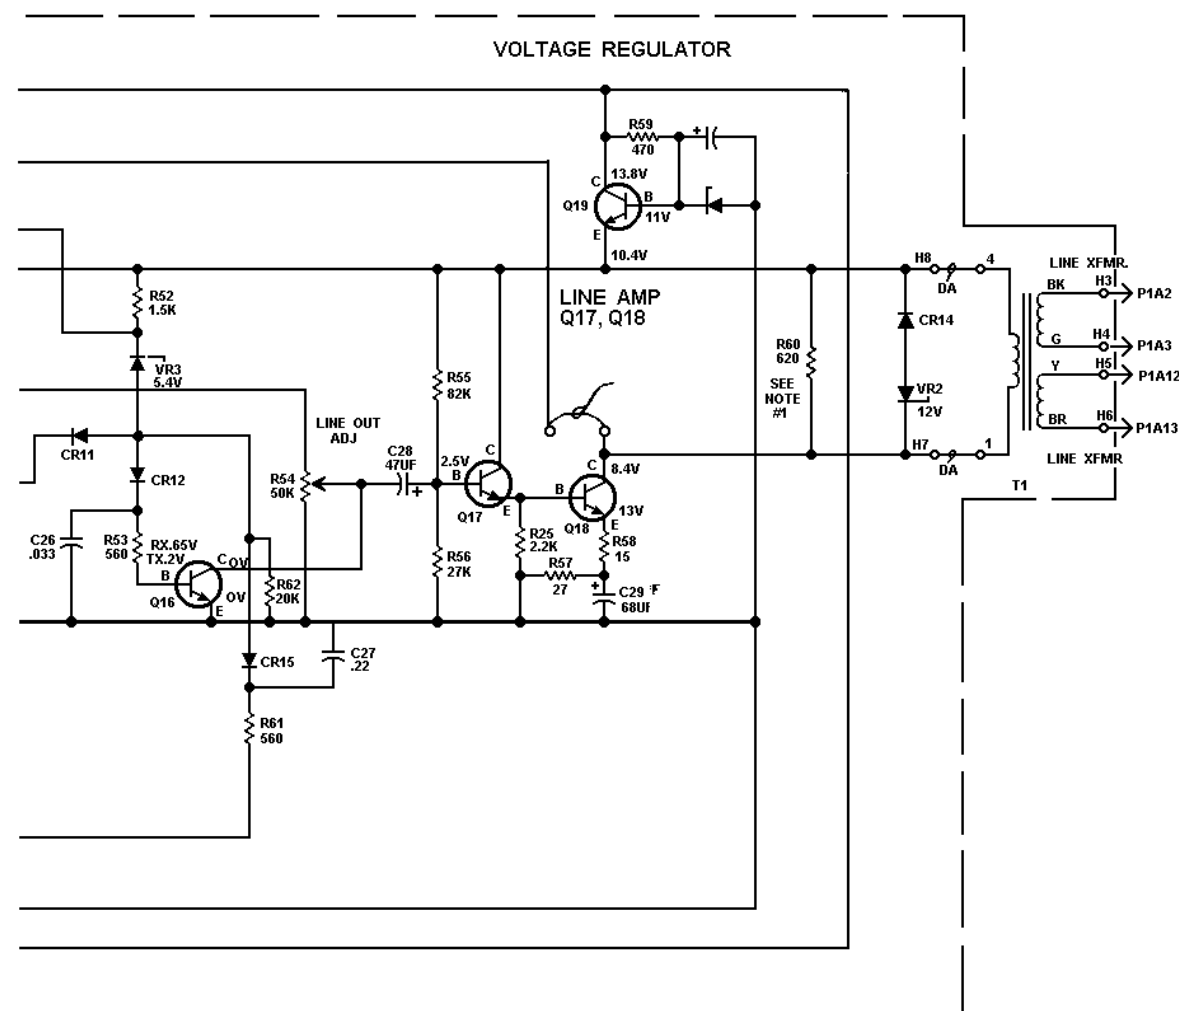 VOLTAGE REGULATOR
R59
470
+
C
13.8V
Q19
B
11V
E
10.4V
R52
1.5K
VR3
5.4V
LINE AMP
Q17, Q18
H8
DA
4
LINE XFMR.
BK
H3
P1A2
G
H4
P1A3
Y
H5
P1A12
BR
H6
P1A13
LINE XFMR
T1
CR14
VR2
12V
H7
DA
1
R60
620
SEE
NOTE
#1
R55
82K
LINE OUT
ADJ
CR11
CR12
R54
50K
C28
47UF
+
2.5V
C
B
Q17
E
C
8.4V
B
Q18
13V
E
C26
.033
R53
560
RX.65V
TX.2V
B
C
OV
Q16
OV
E
R62
20K
R56
27K
R25
2.2K
R58
15
R57
27
+
C29
68UF
CR15
C27
.22
R61
560